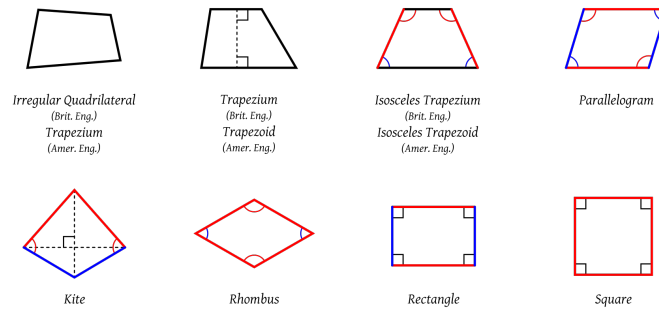 Irregular Quadrilateral
(Brit. Eng.)
Trapezium
(Amer. Eng.)
Trapezium
(Brit. Eng.)
Trapezoid
(Amer. Eng.)
Isosceles Trapezium
(Brit. Eng.)
Isosceles Trapezoid
(Amer. Eng.)
Parallelogram
Kite
Rhombus
Rectangle
Square